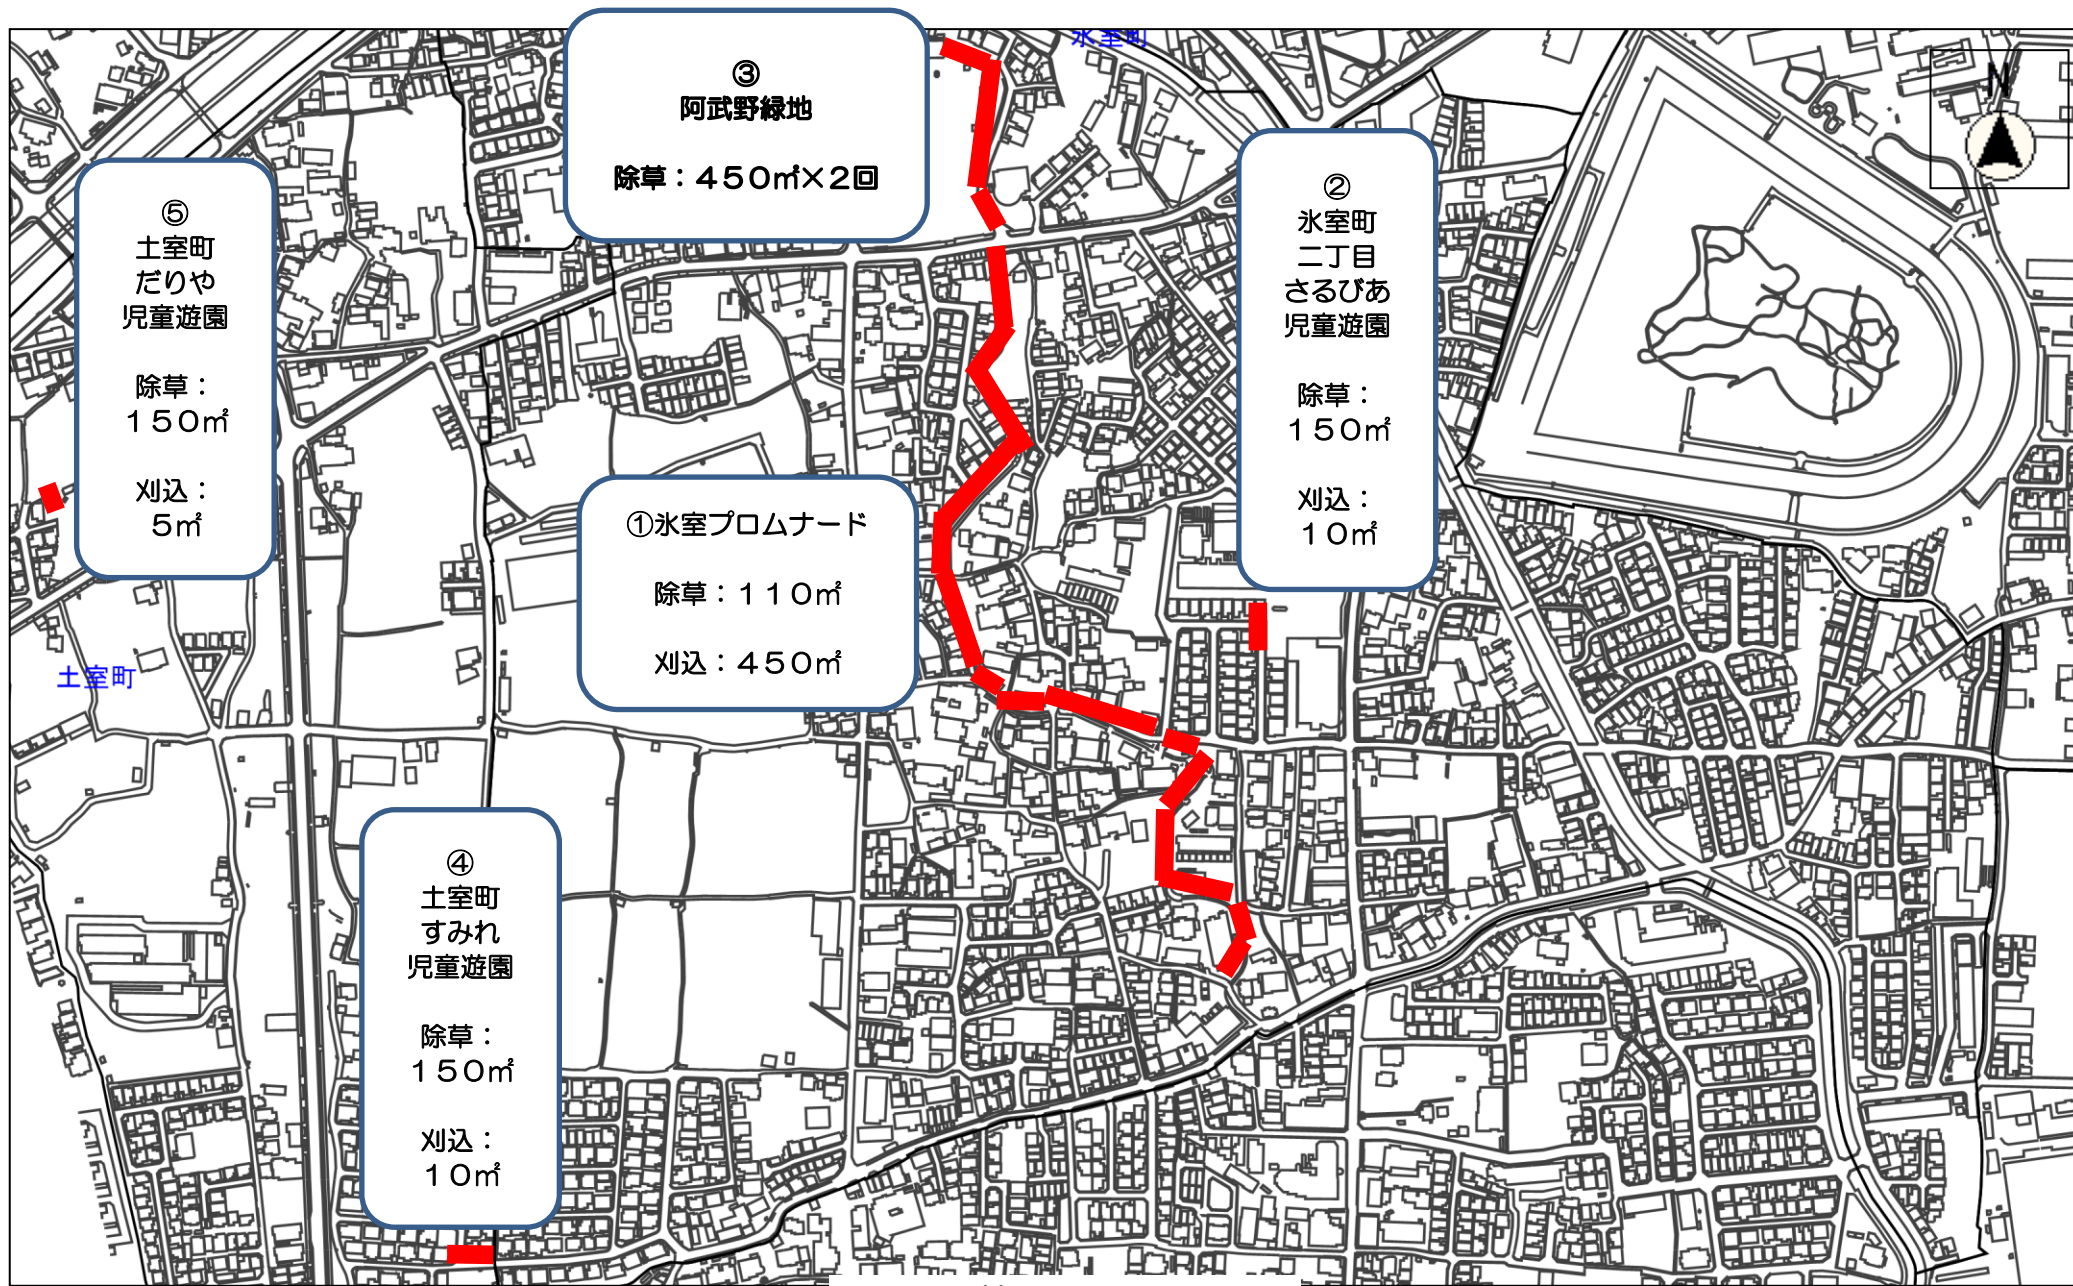 氷室町
N
③
阿武野緑地
除草：４５０㎡×２回
②
氷室町
二丁目
さるびあ
児童遊園
除草：
１５０㎡
刈込：
１０㎡
⑤
土室町
だりや
児童遊園
除草：
１５０㎡
刈込：
５㎡
①氷室プロムナード
除草：１１０㎡
刈込：４５０㎡
土室町
④
土室町
すみれ
児童遊園
除草：
１５０㎡
刈込：
１０㎡